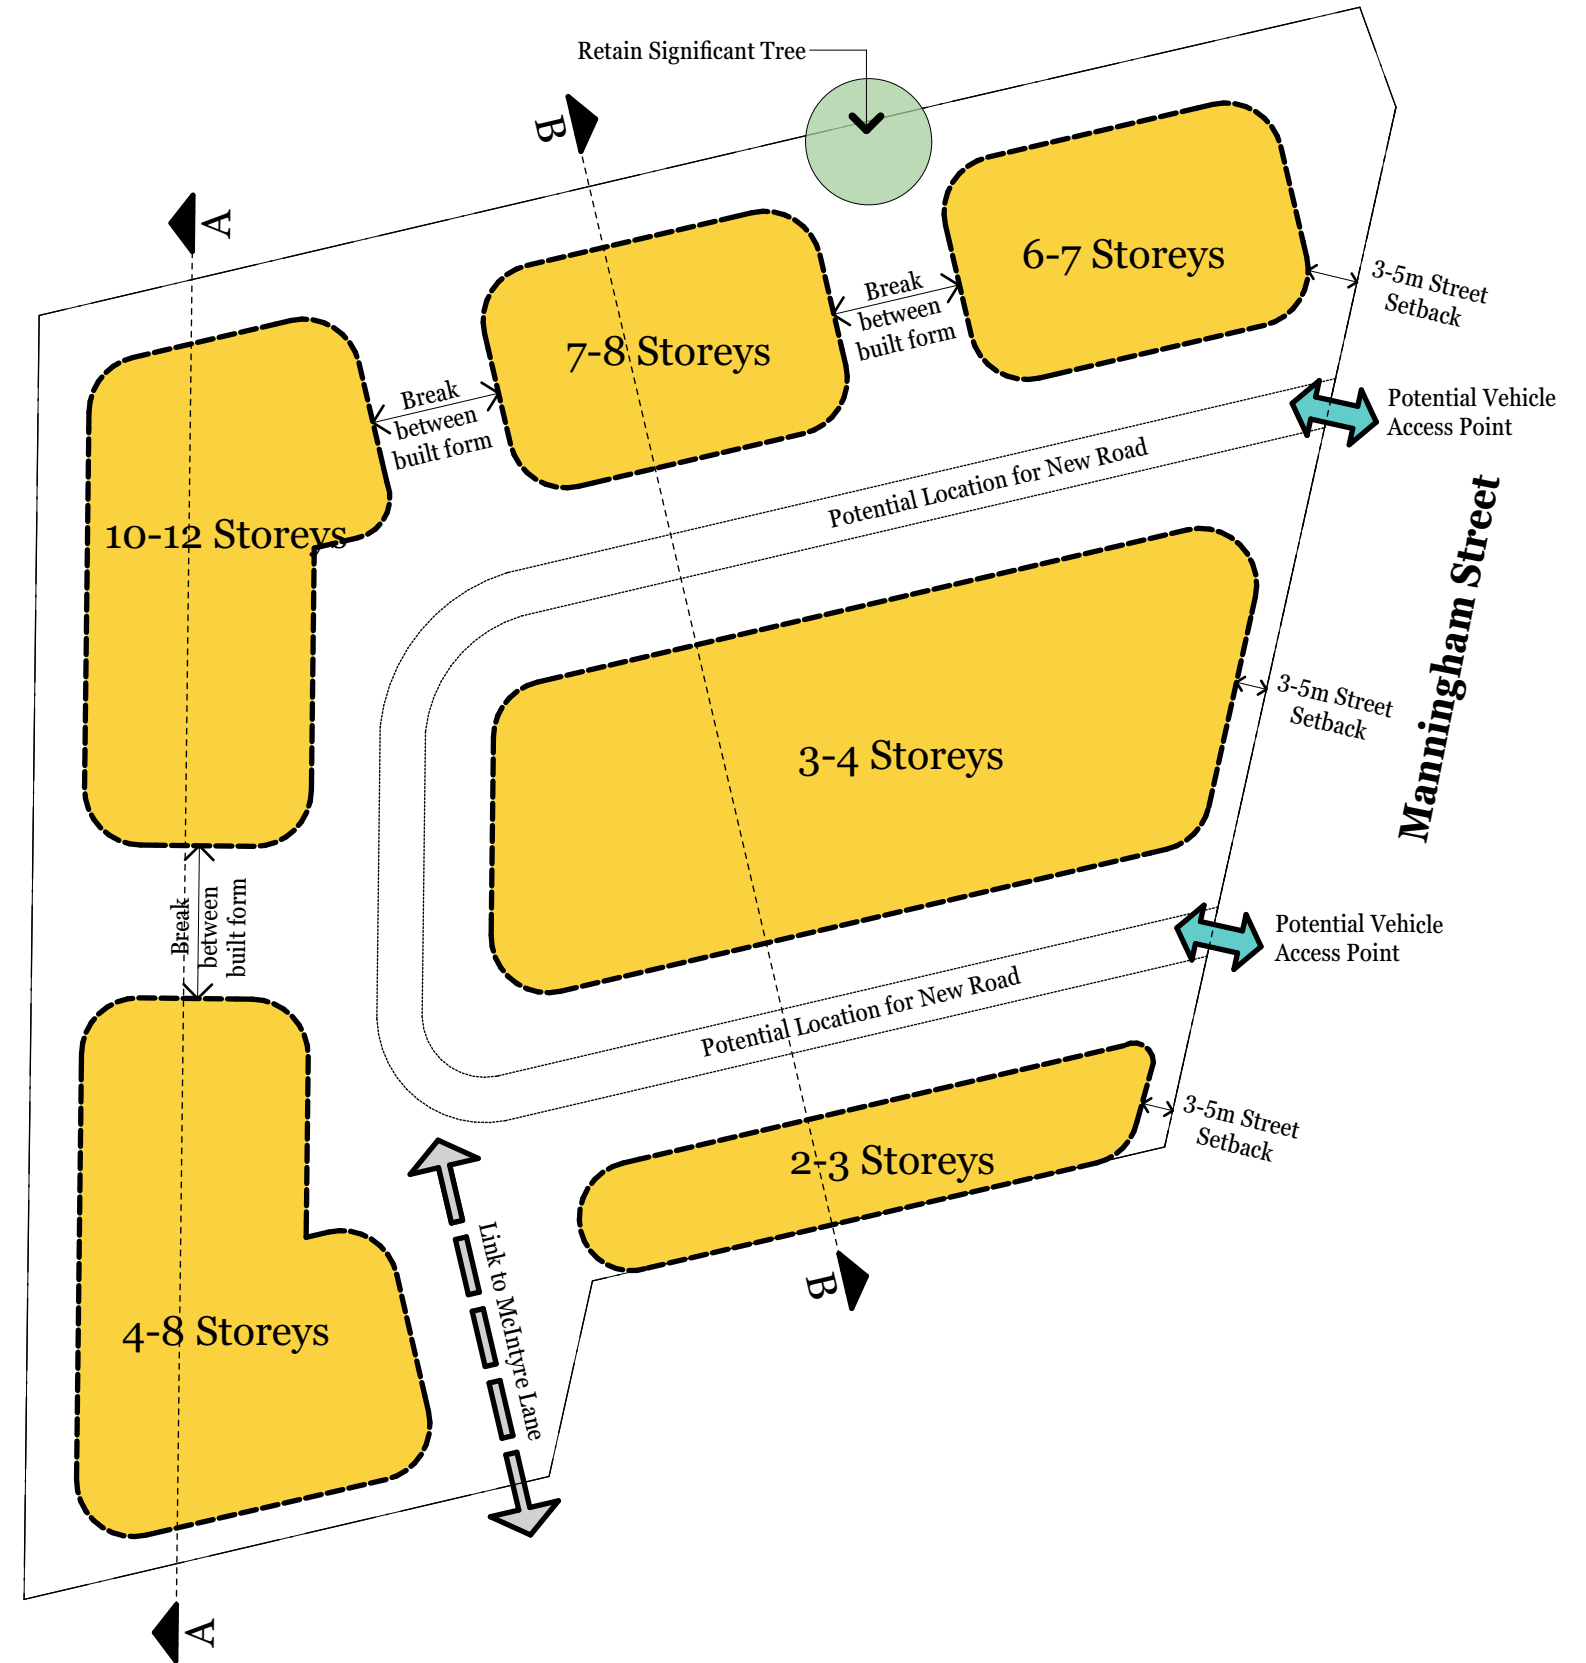 Retain Significant Tree
B
A
6-7 Storeys
3-5m Street
Setback
Break
between
built form
7-8 Storeys
Break
between
built form
Potential Vehicle
Access Point
Potential Location for New Road
10-12 Storeys
Manningham Street
3-5m Street
Setback
3-4 Storeys
Break
between
built form
Potential Vehicle
Access Point
Potential Location for New Road
3-5m Street
Setback
2-3 Storeys
Link to McIntyre Lane
B
4-8 Storeys
A